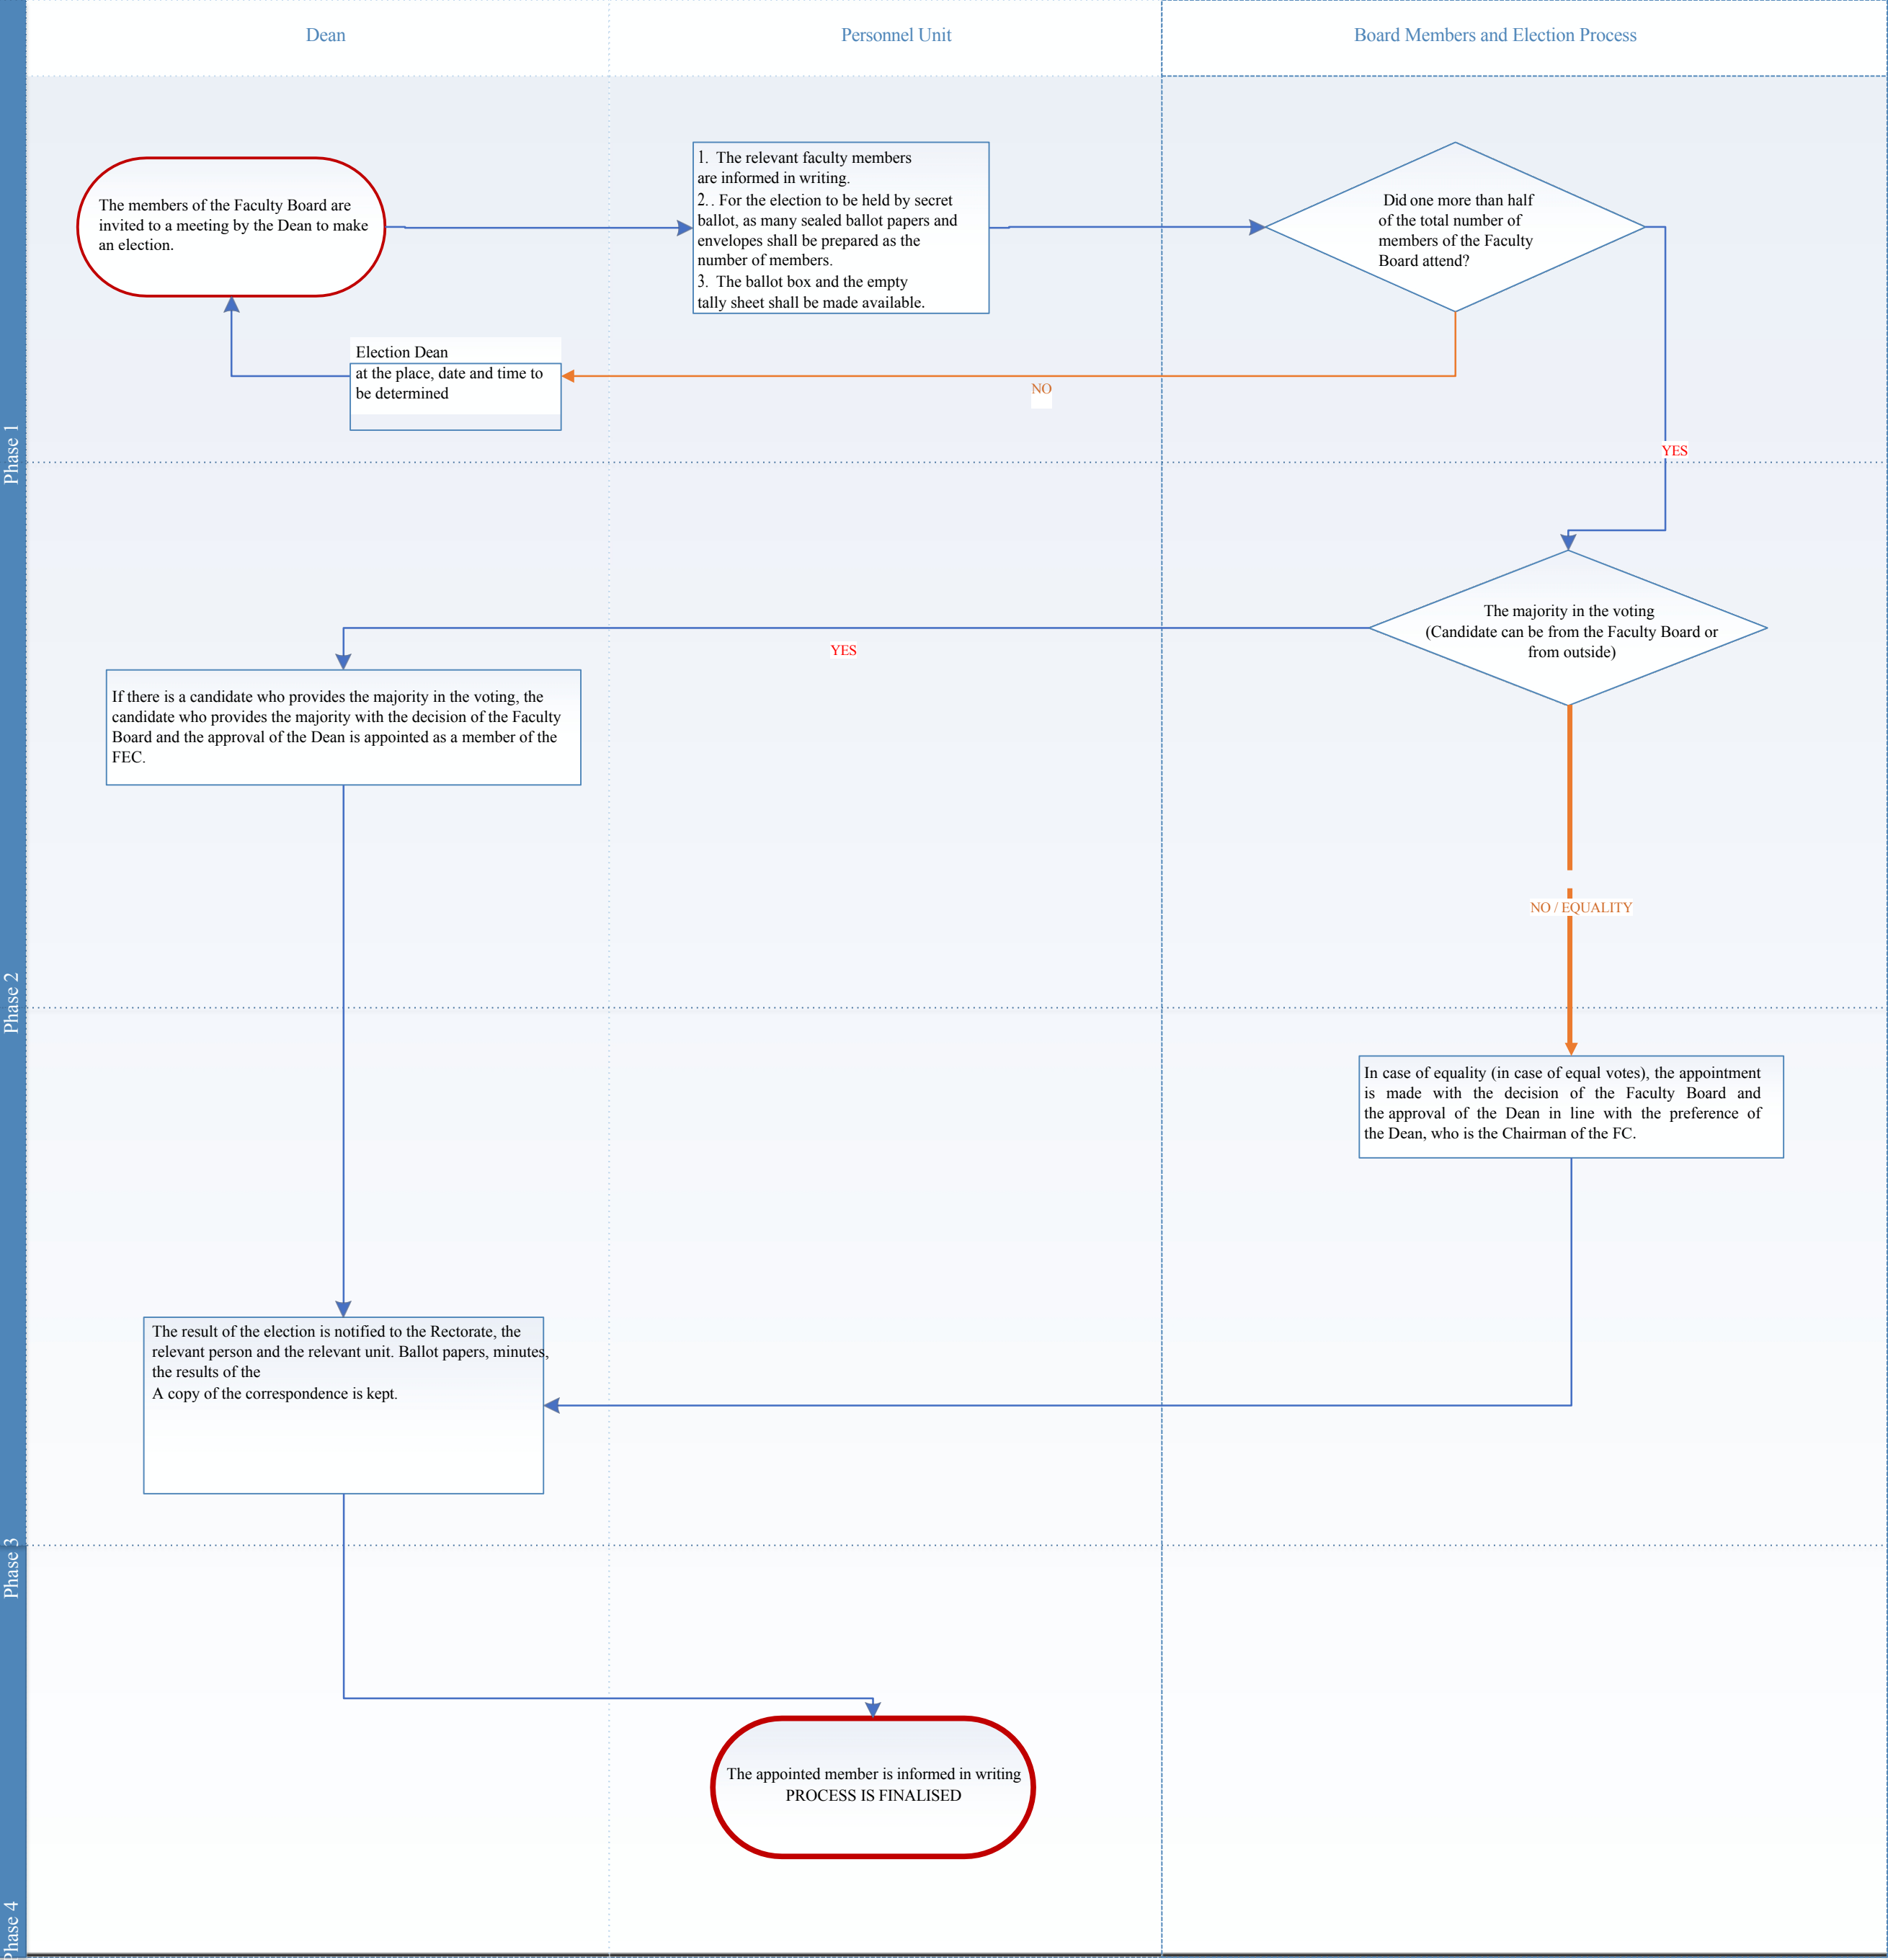 Dean
Personnel Unit
Board Members and Election Process
The members of the Faculty Board are
invited to a meeting by the Dean to make
an election.
1. The relevant faculty members
are informed in writing.
2. . For the election to be held by secret
ballot, as many sealed ballot papers and
envelopes shall be prepared as the
number of members.
3. The ballot box and the empty
tally sheet shall be made available.
Did one more than half
of the total number of
members of the Faculty
Board attend?
Election Dean
at the place, date and time to
be determined
NO
YES
Phase 1
The majority in the voting
(Candidate can be from the Faculty Board or
from outside)
YES
If there is a candidate who provides the majority in the voting, the
candidate who provides the majority with the decision of the Faculty
Board and the approval of the Dean is appointed as a member of the
FEC.
NO / EQUALITY
Phase 2
In case of equality (in case of equal votes), the appointment
is made with the decision of the Faculty Board and
the approval of the Dean in line with the preference of
the Dean, who is the Chairman of the FC.
The result of the election is notified to the Rectorate, the
relevant person and the relevant unit. Ballot papers, minutes,
the results of the
A copy of the correspondence is kept.
Phase 3
The appointed member is informed in writing
PROCESS IS FINALISED
Phase 4